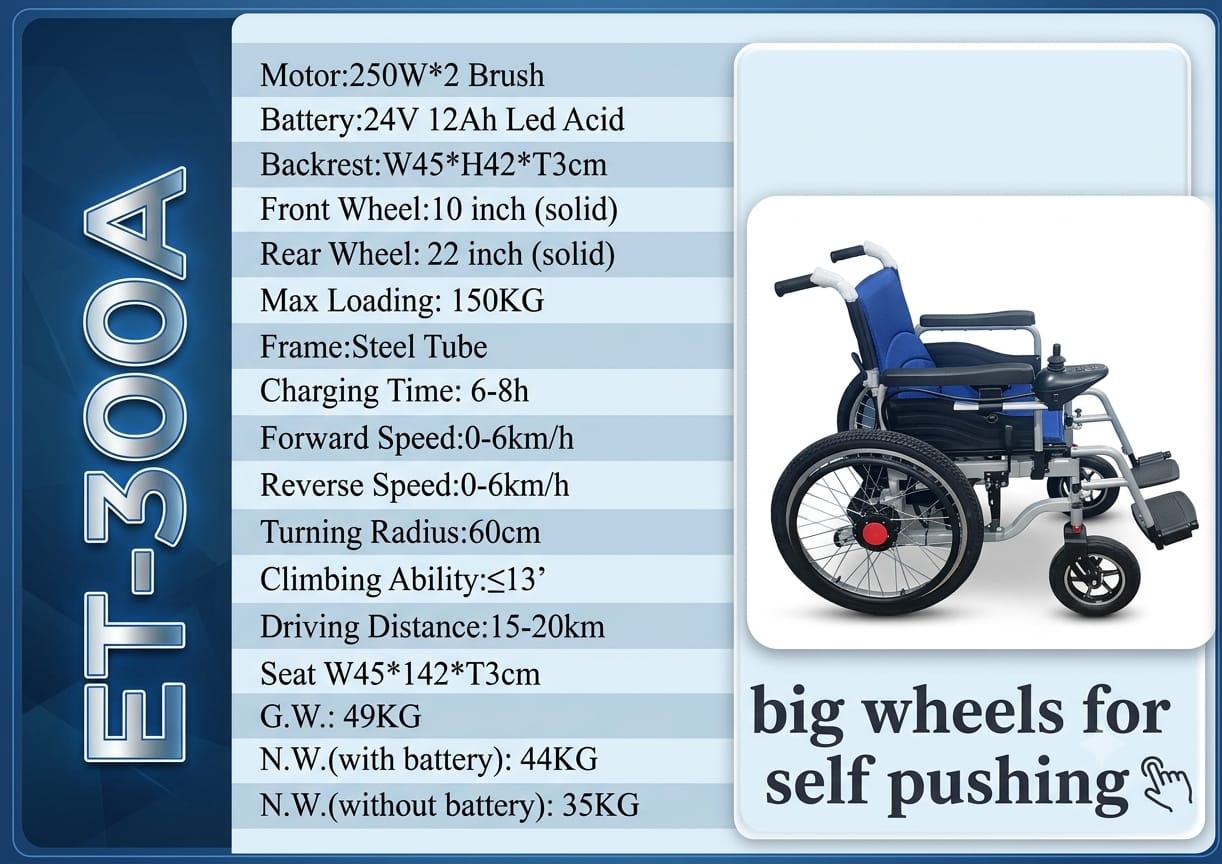 ET-300A
Motor:250W*2 Brush
Battery:24V 12Ah Led Acid
Backrest:W45*H42*T3cm
Front Wheel:10 inch (solid)
Rear Wheel: 22 inch (solid)
Max Loading: 150KG
Frame:Steel Tube
Charging Time: 6-8h
Forward Speed:0-6km/h
Reverse Speed:0-6km/h
Turning Radius:60cm
Climbing Ability:≤13’
Driving Distance:15-20km
Seat W45*142*T3cm
G.W.: 49KG
N.W.(with battery): 44KG
N.W.(without battery): 35KG
big wheels for
self pushing